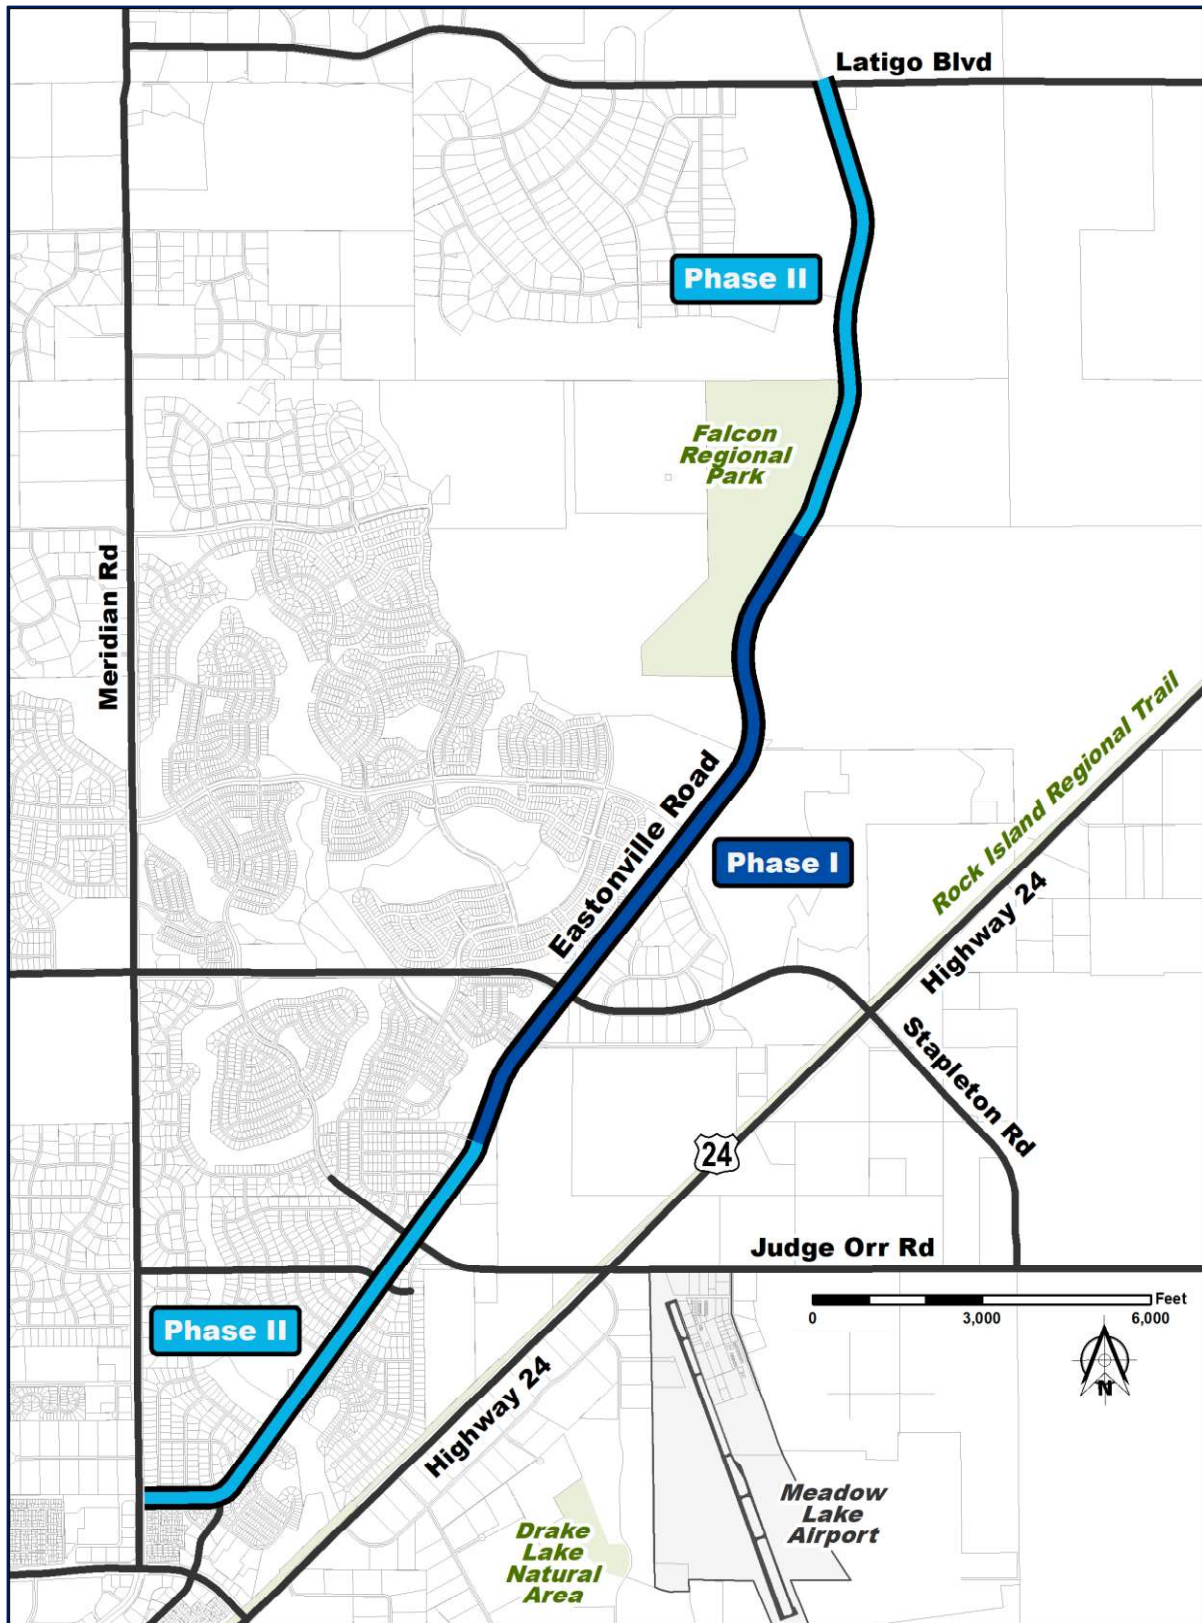 Latigo Blvd
Phase II
Falcon
Regional
Park
Meridian Rd
Rock Island Regional Trail
Eastonville Road
Phase I
Highway 24
Stapleton Rd
24
Judge Orr Rd
Feet
0 3,000 6,000
Phase II
N
Highway 24
Meadow
Lake
Airport
Drake
Lake
Natural
Area